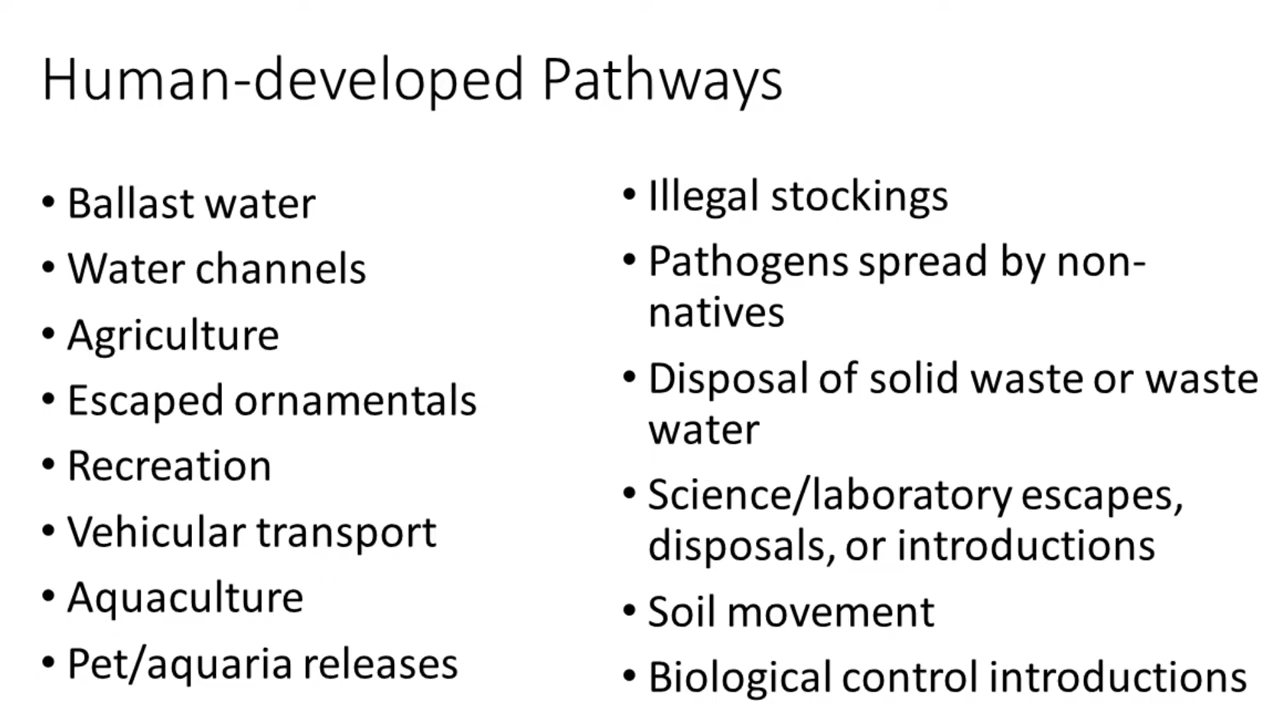 Human-developed Pathways
• Ballast water
• Water channels
• Agriculture
• Escaped ornamentals
• Recreation
• Vehicular transport
• Aquaculture
• Pet/aquaria releases
• Illegal stockings
• Pathogens spread by non-
natives
• Disposal of solid waste or waste
water
• Science/laboratory escapes,
disposals, or introductions
• Soil movement
• Biological control introductions